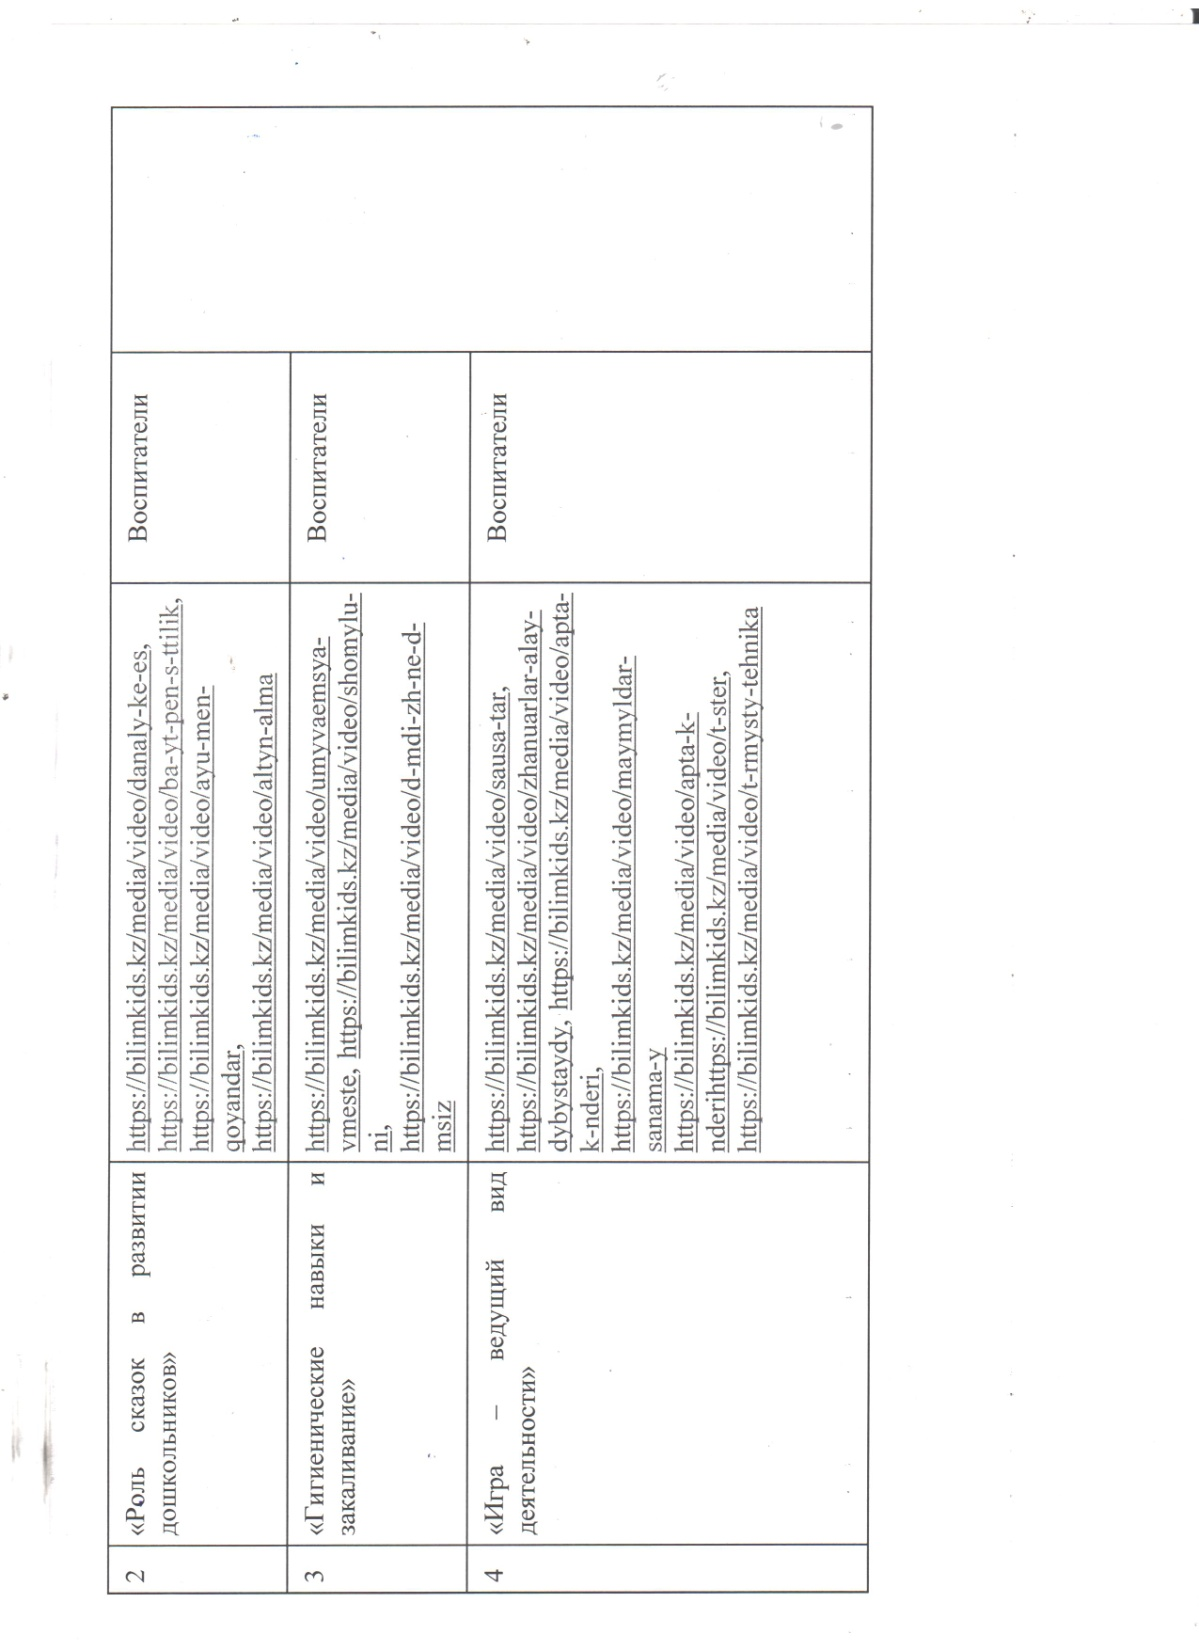 2
«Роль сказок в развитии
дошкольников»
https://bilimkids.kz/media/video/danaly-ke-es,
https://bilimkids.kz/media/video/ba-yt-pen-s-ttilik,
https://bilimkids.kz/media/video/ayu-men-
qoyandar,
https://bilimkids.kz/media/video/altyn-alma
Воспитатели
3
«Гигиенические навыки и
закаливание»
https://bilimkids.kz/media/video/umyvaemsya-
vmeste, https://bilimkids.kz/media/video/shomylu-
ni,
https://bilimkids.kz/media/video/d-mdi-zh-ne-d-
msiz
Воспитатели
4
«Игра – ведущий вид
деятельности»
https://bilimkids.kz/media/video/sausa-tar,
https://bilimkids.kz/media/video/zhanuarlar-alay-
dybystaydy, https://bilimkids.kz/media/video/apta-
k-nderi,
https://bilimkids.kz/media/video/maymyldar-
sanama-y
https://bilimkids.kz/media/video/apta-k-
nderihttps://bilimkids.kz/media/video/t-ster,
https://bilimkids.kz/media/video/t-rmysty-tehnika
Воспитатели